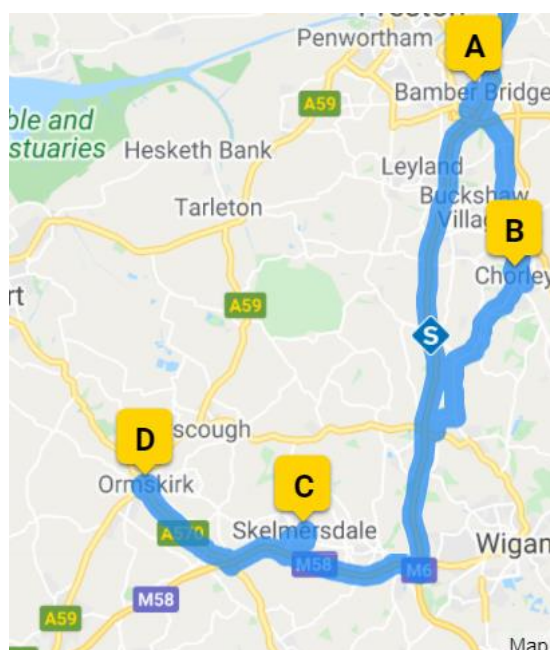 Preston
Penwortham
A
Bamber Bridge
A59
ble and
stuaries
Hesketh Bank
Leyland
Buckshaw
Villag
Tarleton
B
Chorley
rt
A59
S
D
scough
Ormskirk
C
A570
Skelmersdale
Wigan
M58
M6
M58
A59
Map